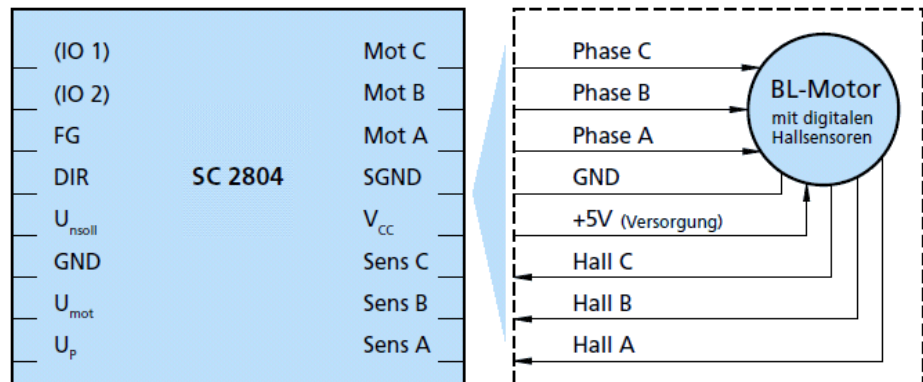 (IO 1) Mot C Phase C
(IO 2) Mot B Phase B
FG Mot A Phase A
DIR SC 2804 SGND GND
Unsoll VCC +5V (Versorgung)
GND Sens C Hall C
Umot Sens B Hall B
UP Sens A Hall A
BL-Motor
mit digitalen
Hallsensoren